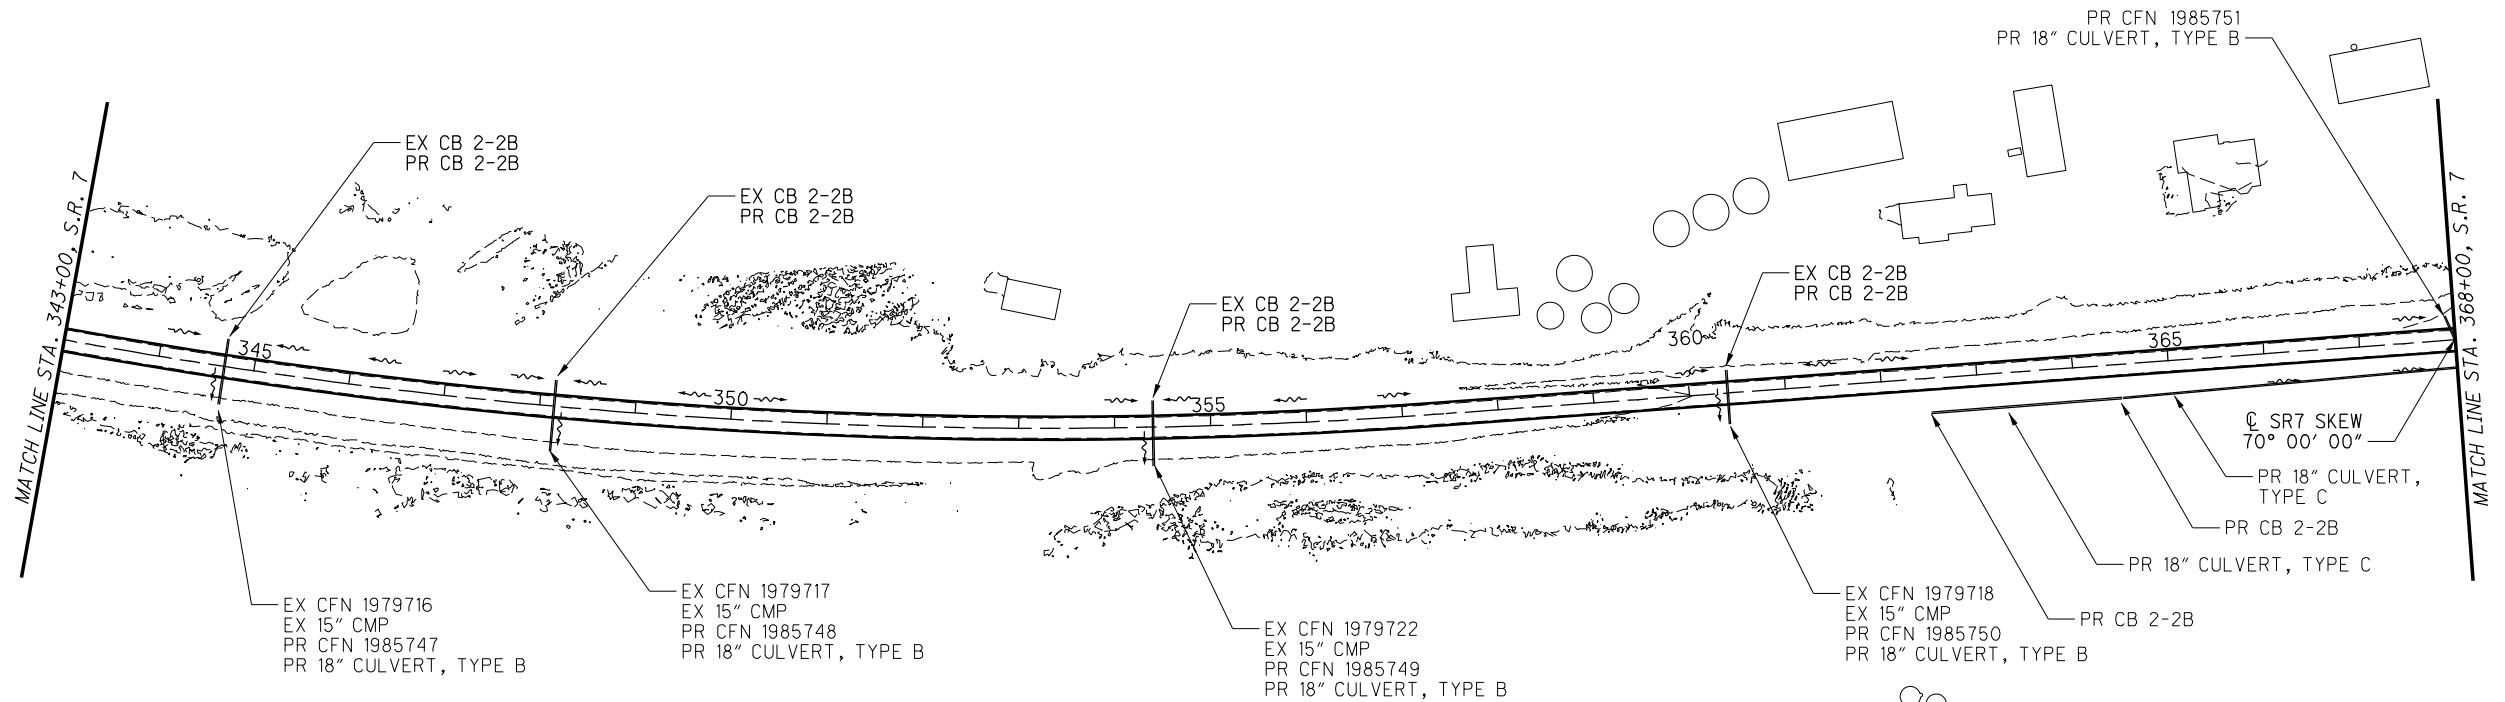 PR CFN 1985751
PR 18" CULVERT, TYPE B
EX CB 2-2B
PR CB 2-2B
EX CB 2-2B
PR CB 2-2B
EX CB 2-2B
PR CB 2-2B
EX CB 2-2B
PR CB 2-2B
MATCH LINE STA. 343+00, S.R. 7
345
350
355
360
365
MATCH LINE STA. 368+00, S.R. 7
℄ SR7 SKEW
70° 00' 00"
PR 18" CULVERT,
TYPE C
PR CB 2-2B
PR 18" CULVERT, TYPE C
PR CB 2-2B
EX CFN 1979716
EX 15" CMP
PR CFN 1985747
PR 18" CULVERT, TYPE B
EX CFN 1979717
EX 15" CMP
PR CFN 1985748
PR 18" CULVERT, TYPE B
EX CFN 1979722
EX 15" CMP
PR CFN 1985749
PR 18" CULVERT, TYPE B
EX CFN 1979718
EX 15" CMP
PR CFN 1985750
PR 18" CULVERT, TYPE B